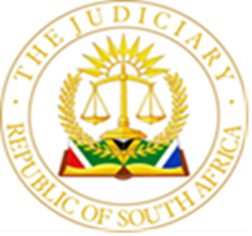 THE JUDICIARY
REPUBLIC OF SOUTH AFRICA